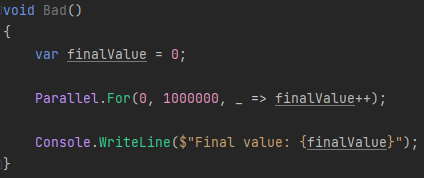 void Bad()
{
    var finalValue = 0;
    Parallel.For(0, 1000000, _ => finalValue++);
    Console.WriteLine($"Final value: {finalValue}");
}